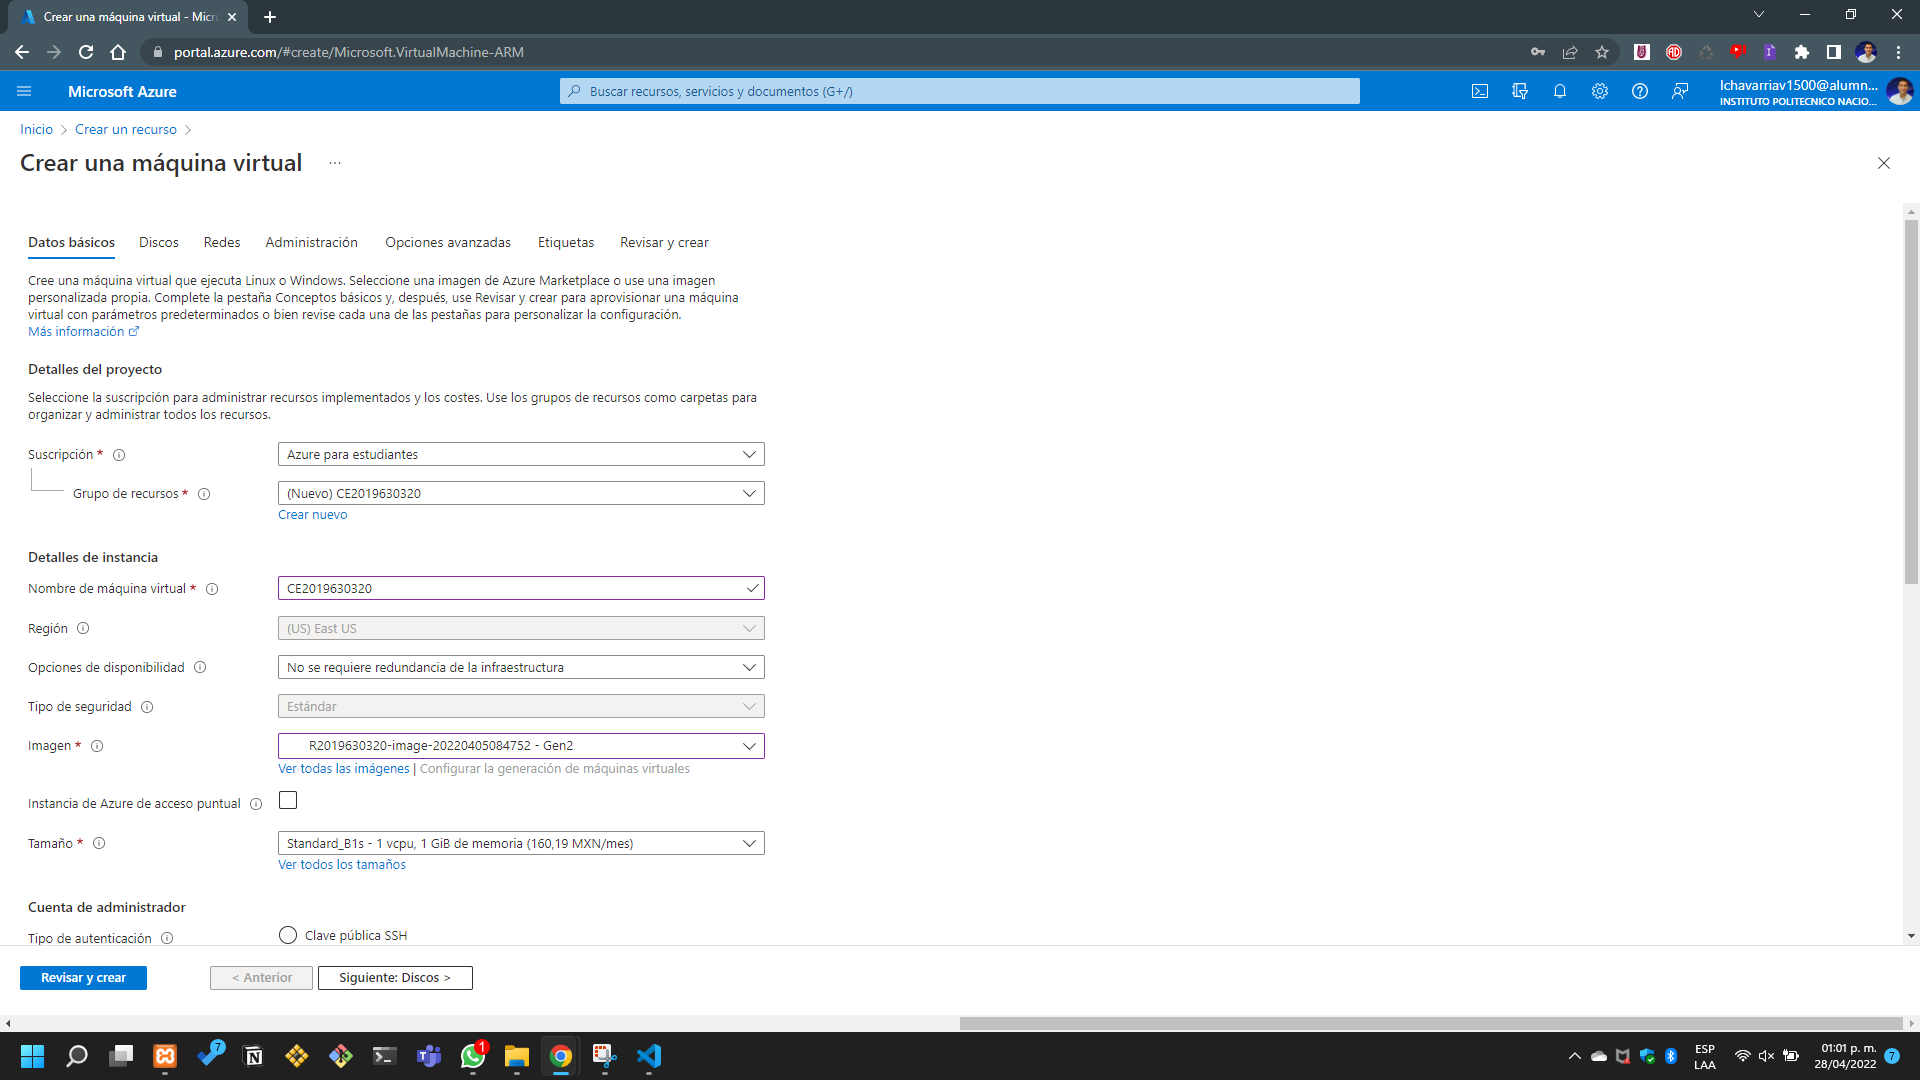 Crear una máquina virtual - Micr
portal.azure.com/#create/Microsoft.VirtualMachine-ARM
Microsoft Azure
Buscar recursos, servicios y documentos (G+/)
lchavarriav1500@alumn...
INSTITUTO POLITECNICO NACIO...
Inicio > Crear un recurso >
Crear una máquina virtual ...
Datos básicos Discos Redes Administración Opciones avanzadas Etiquetas Revisar y crear
Cree una máquina virtual que ejecuta Linux o Windows. Seleccione una imagen de Azure Marketplace o use una imagen
personalizada propia. Complete la pestaña Conceptos básicos y, después, use Revisar y crear para aprovisionar una máquina
virtual con parámetros predeterminados o bien revise cada una de las pestañas para personalizar la configuración.
Más información
Detalles del proyecto
Seleccione la suscripción para administrar recursos implementados y los costes. Use los grupos de recursos como carpetas para
organizar y administrar todos los recursos.
Suscripción * Azure para estudiantes
Grupo de recursos * (Nuevo) CE2019630320
Crear nuevo
Detalles de instancia
Nombre de máquina virtual * CE2019630320
Región (US) East US
Opciones de disponibilidad No se requiere redundancia de la infraestructura
Tipo de seguridad Estándar
Imagen * R2019630320-image-20220405084752 - Gen2
Ver todas las imágenes | Configurar la generación de máquinas virtuales
Instancia de Azure de acceso puntual
Tamaño * Standard_B1s - 1 vcpu, 1 GiB de memoria (160,19 MXN/mes)
Ver todos los tamaños
Cuenta de administrador
Tipo de autenticación Clave pública SSH
Revisar y crear < Anterior Siguiente: Discos >
7
1
ESP
LAA
01:01 p. m.
28/04/2022
7